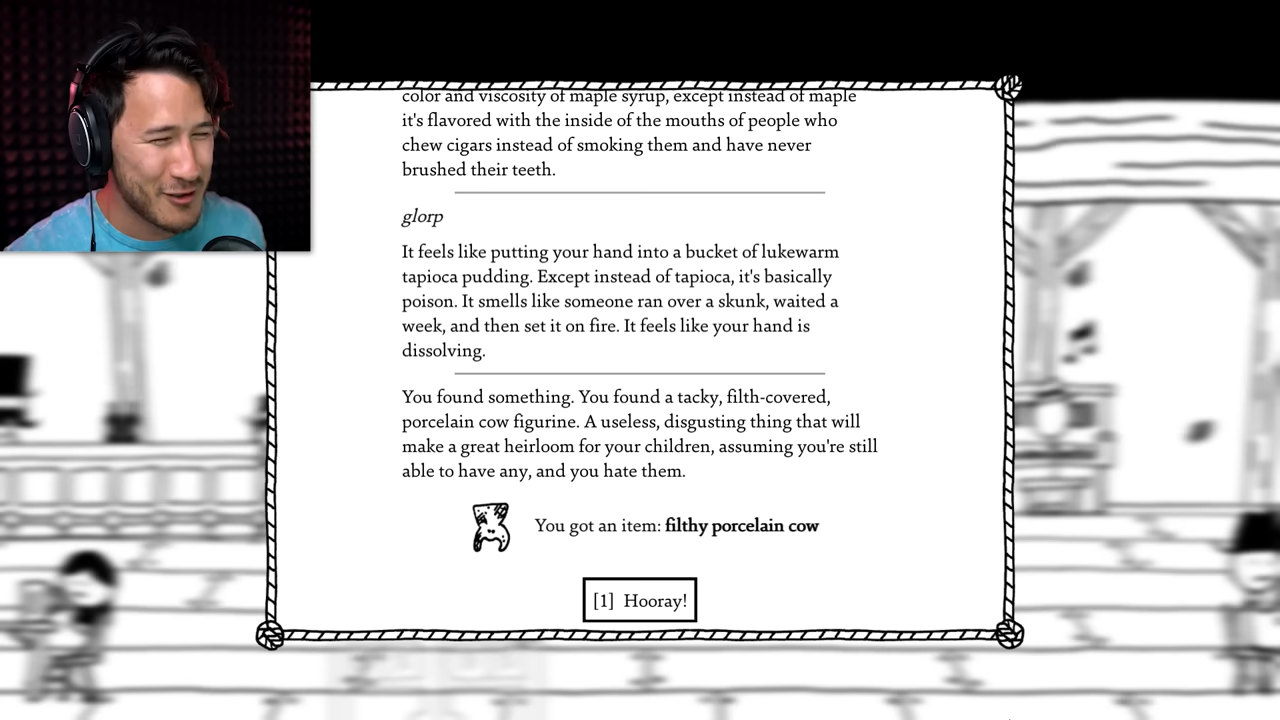 color and viscosity of maple syrup, except instead of maple
it's flavored with the inside of the mouths of people who
chew cigars instead of smoking them and have never
brushed their teeth.
glorp
It feels like putting your hand into a bucket of lukewarm
tapioca pudding. Except instead of tapioca, it's basically
poison. It smells like someone ran over a skunk, waited a
week, and then set it on fire. It feels like your hand is
dissolving.
You found something. You found a tacky, filth-covered,
porcelain cow figurine. A useless, disgusting thing that will
make a great heirloom for your children, assuming you're still
able to have any, and you hate them.
You got an item: filthy porcelain cow
[1] Hooray!